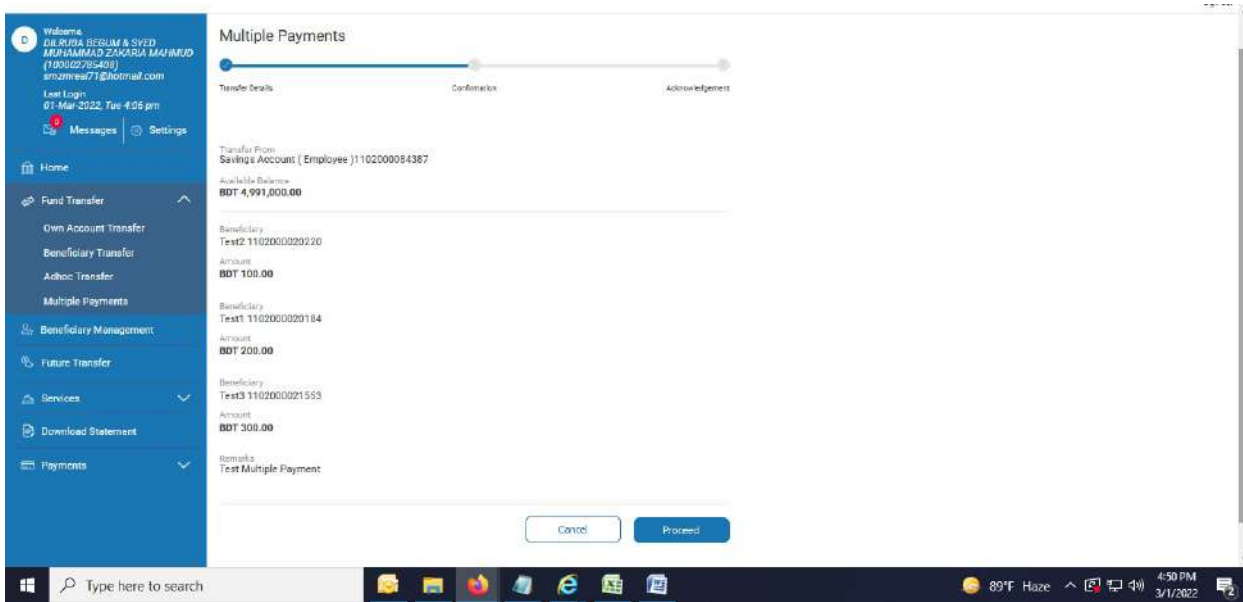 D
Welcome
DILRUBA BEGUM & SYED
MUHAMMAD ZAKARIA MAHMUD
(100002785408)
smzmreal71@hotmail.com
Last Login
01-Mar-2022, Tue 4:06 pm
0
Messages
Settings
Home
Fund Transfer
Own Account Transfer
Beneficiary Transfer
Adhoc Transfer
Multiple Payments
Beneficiary Management
Future Transfer
Services
Download Statement
Payments
Multiple Payments
Transfer Details
Confirmation
Acknowledgement
Transfer From
Savings Account ( Employee )1102000084387
Available Balance
BDT 4,991,000.00
Beneficiary
Test2 1102000020220
Amount
BDT 100.00
Beneficiary
Test1 1102000020184
Amount
BDT 200.00
Beneficiary
Test3 1102000021553
Amount
BDT 300.00
Remarks
Test Multiple Payment
Cancel
Proceed
Type here to search
89°F Haze
4:50 PM
3/1/2022
2